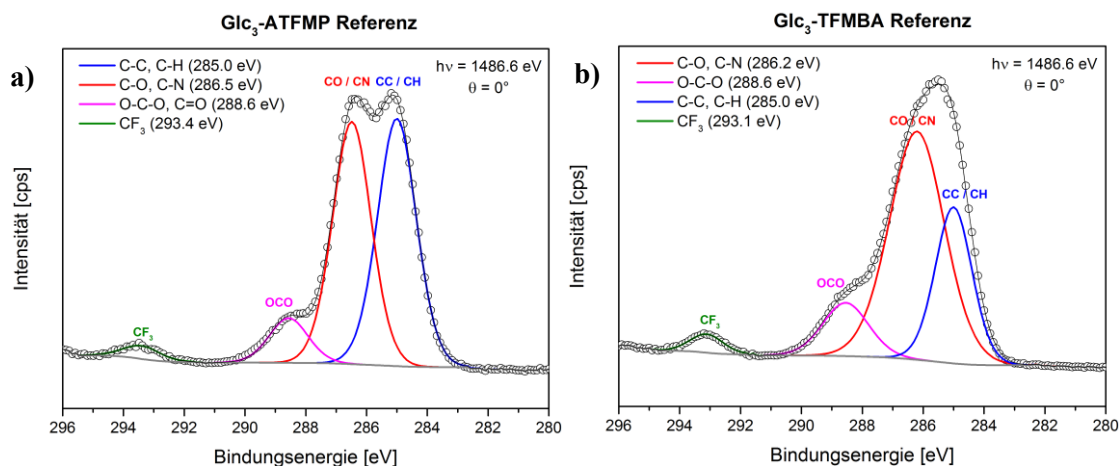 a)
Glc₃-ATFMP Referenz
C-C, C-H (285.0 eV)
C-O, C-N (286.5 eV)
O-C-O, C=O (288.6 eV)
CF₃ (293.4 eV)
CO / CN
CC / CH
hν = 1486.6 eV
θ = 0°
OCO
CF₃
Intensität [cps]
296 294 292 290 288 286 284 282 280
Bindungsenergie [eV]
b)
Glc₃-TFMBA Referenz
C-O, C-N (286.2 eV)
O-C-O (288.6 eV)
C-C, C-H (285.0 eV)
CF₃ (293.1 eV)
hν = 1486.6 eV
θ = 0°
CO / CN
CC / CH
OCO
CF₃
Intensität [cps]
296 294 292 290 288 286 284 282 280
Bindungsenergie [eV]